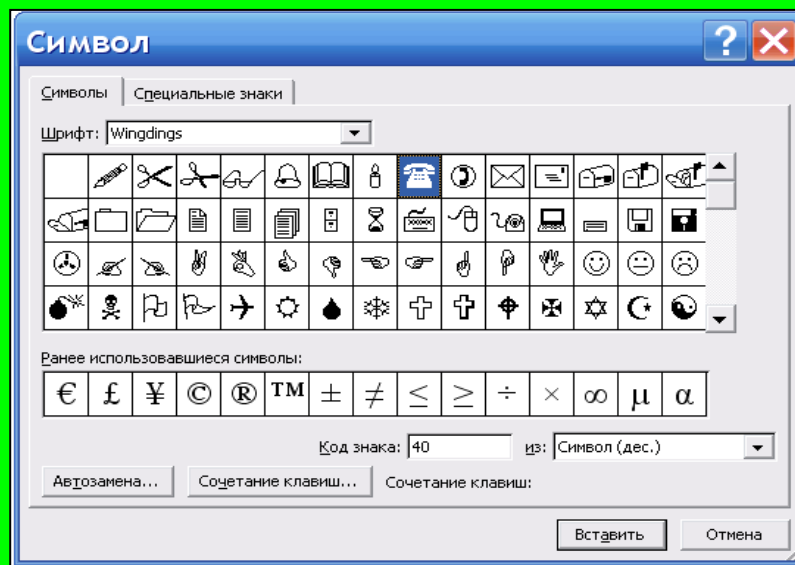 Символ
Символы Специальные знаки
Шрифт: Wingdings
Ранее использовавшиеся символы:
€ £ ¥ © ® ™ ± ≠ ≤ ≥ ÷ × ∞ µ α
Код знака: 40 из: Символ (дес.)
Автозамена... Сочетание клавиш... Сочетание клавиш:
Вставить Отмена